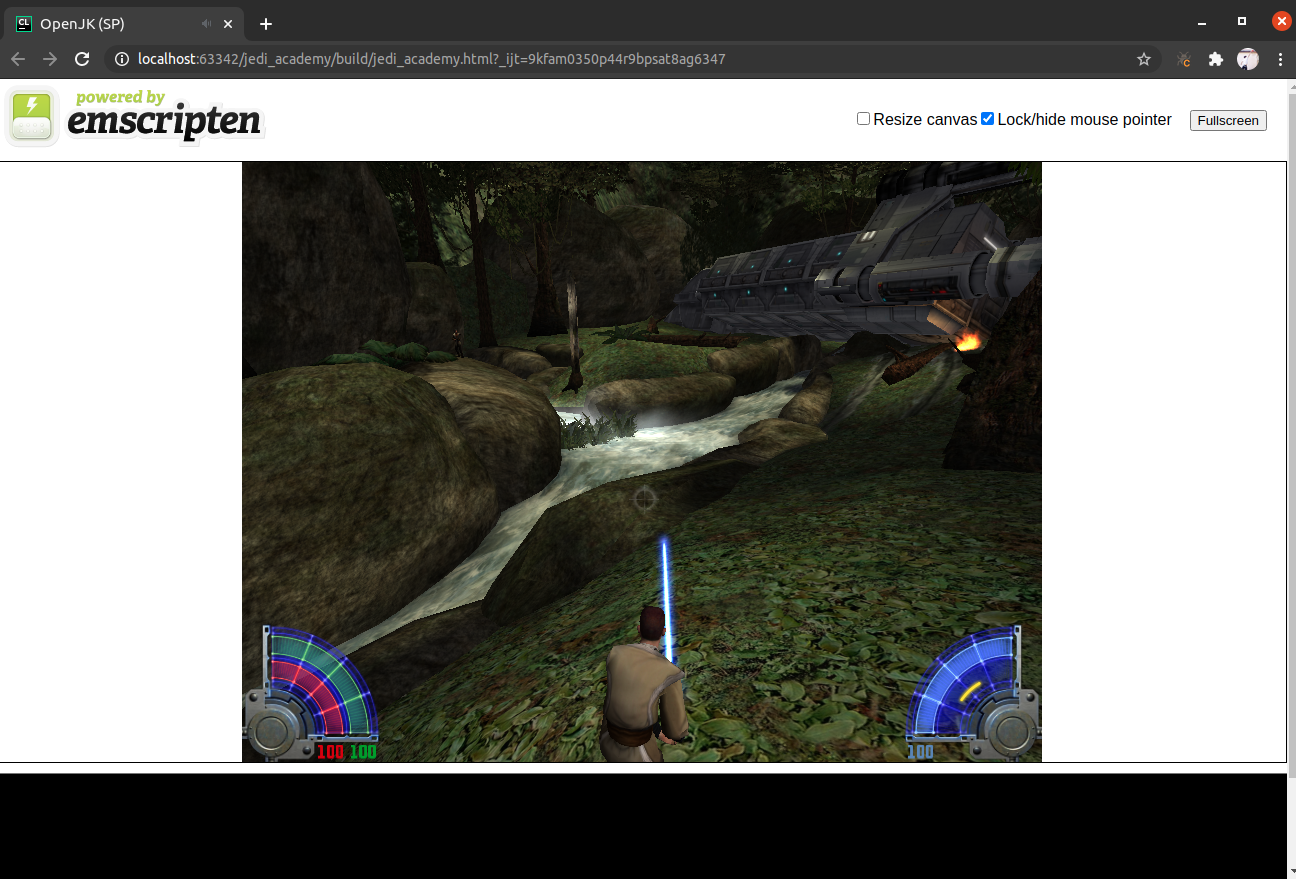 CL
OpenJK (SP)
localhost:63342/jedi_academy/build/jedi_academy.html?_ijt=9kfam0350p44r9bpsat8ag6347
C
powered by
emscripten
Resize canvas Lock/hide mouse pointer Fullscreen
100 100
100